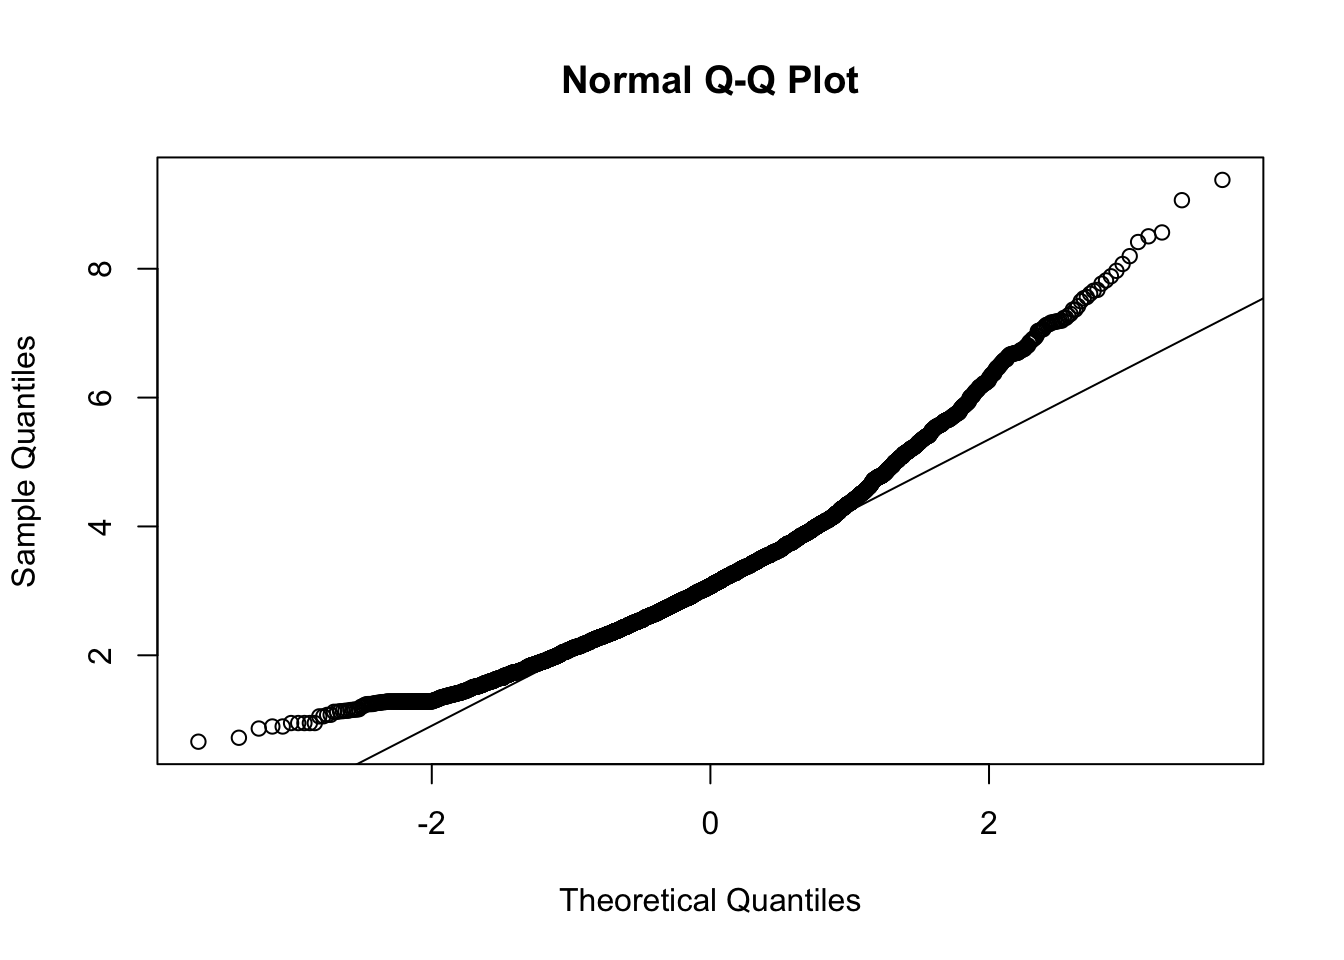 Normal Q-Q Plot
Sample Quantiles
8
6
4
2
-2 0 2
Theoretical Quantiles